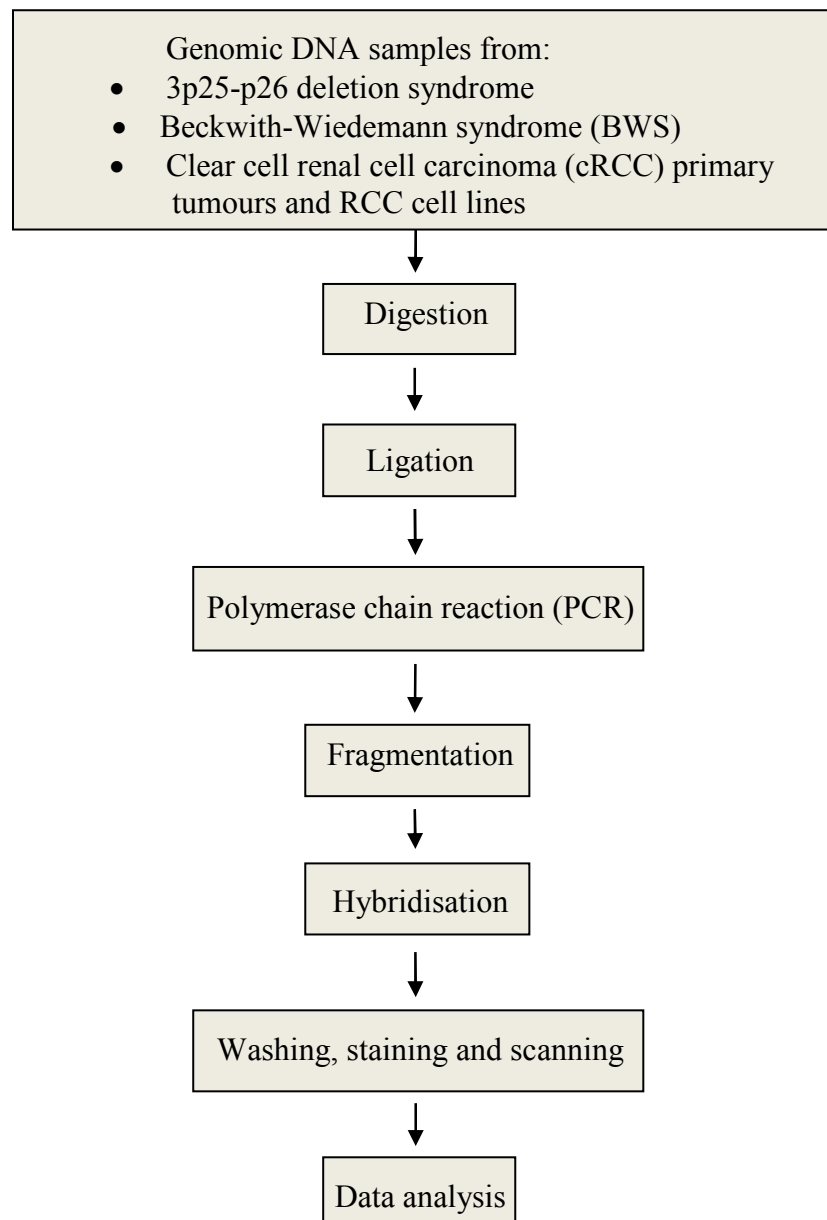 Genomic DNA samples from:
• 3p25-p26 deletion syndrome
• Beckwith-Wiedemann syndrome (BWS)
• Clear cell renal cell carcinoma (cRCC) primary
tumours and RCC cell lines
Digestion
Ligation
Polymerase chain reaction (PCR)
Fragmentation
Hybridisation
Washing, staining and scanning
Data analysis